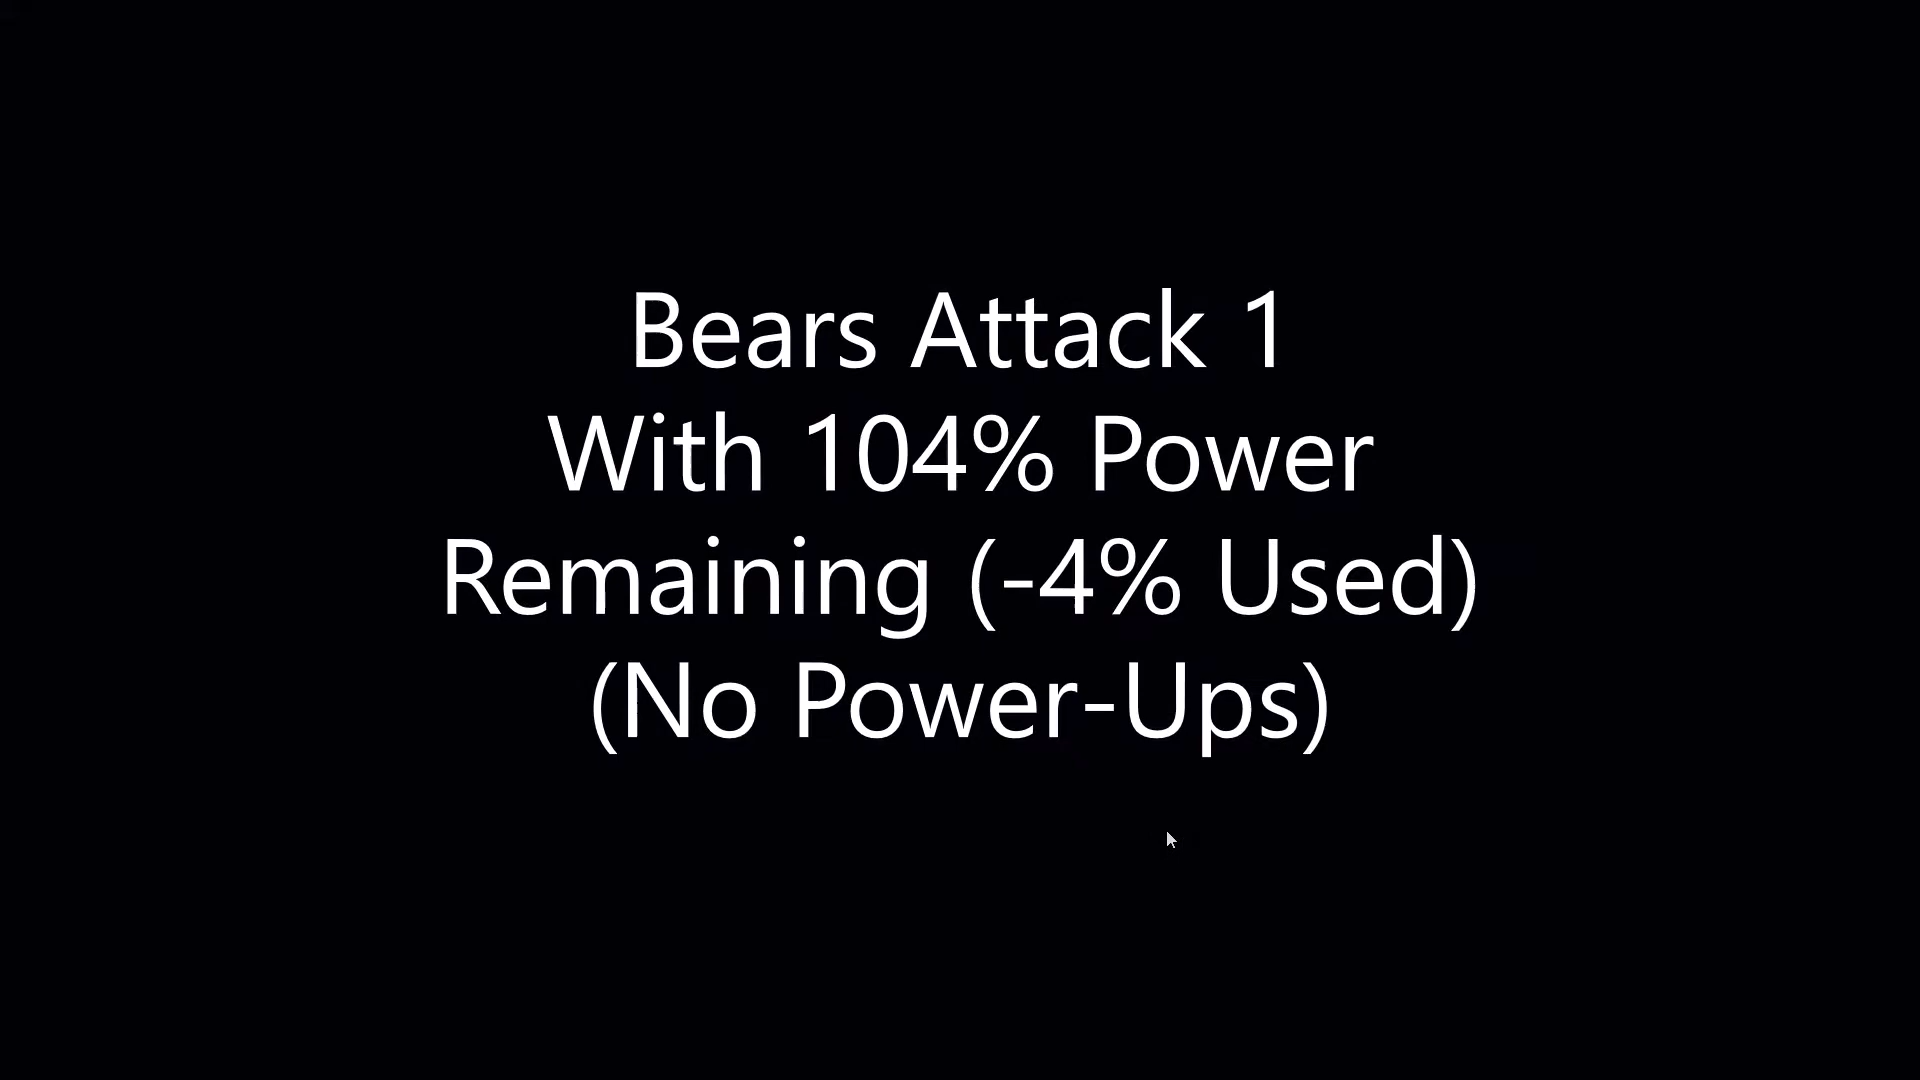 Bears Attack 1
With 104% Power
Remaining (-4% Used)
(No Power-Ups)